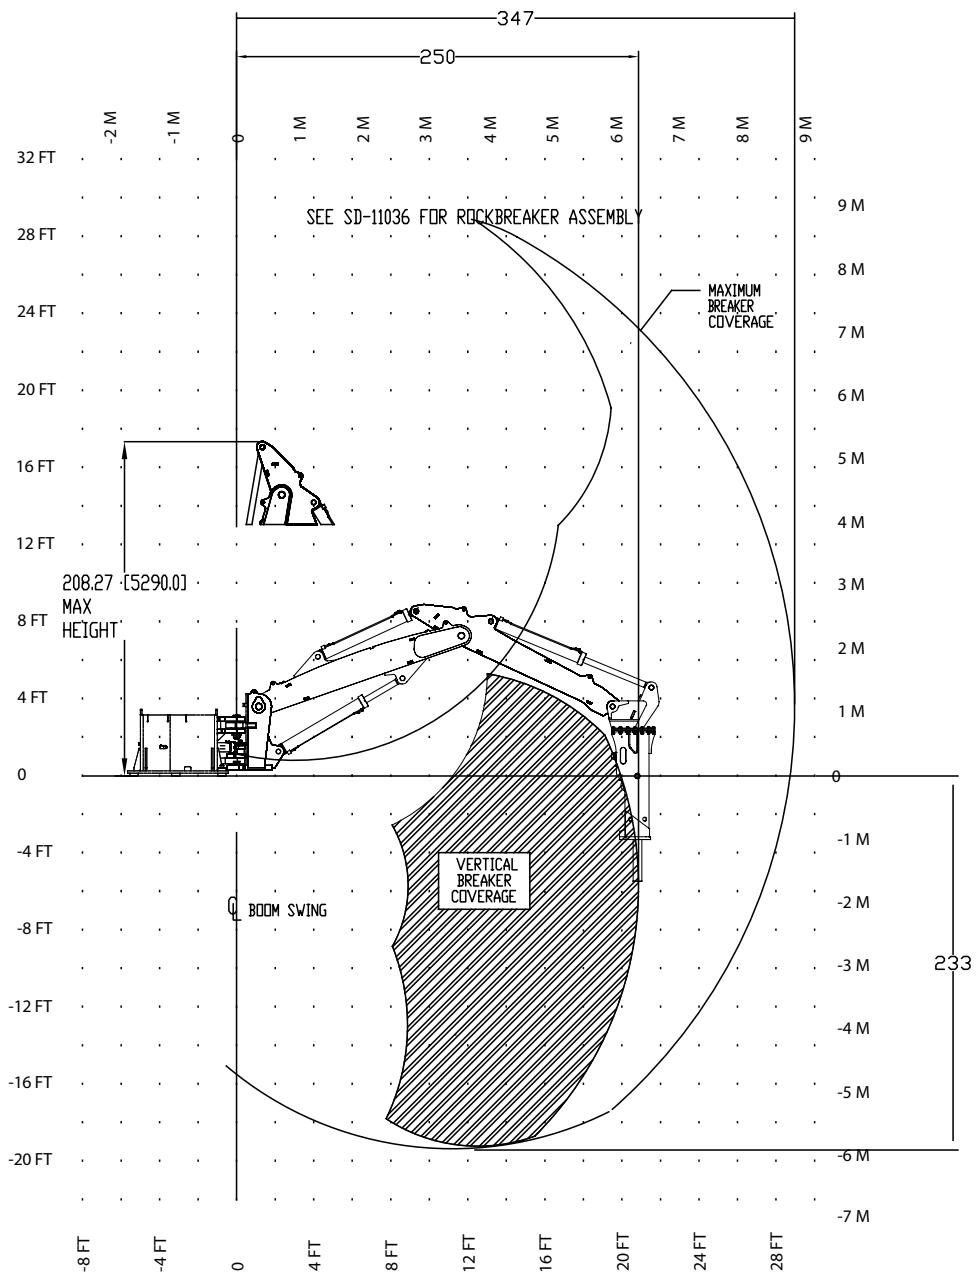 347
250
-2 M
-1 M
0
1 M
2 M
3 M
4 M
5 M
6 M
7 M
8 M
9 M
32 FT
28 FT
24 FT
20 FT
16 FT
12 FT
8 FT
4 FT
0
-4 FT
-8 FT
-12 FT
-16 FT
-20 FT
SEE SD-11036 FOR ROCKBREAKER ASSEMBLY
MAXIMUM
BREAKER
COVERAGE
208.27 [5290.0]
MAX
HEIGHT
VERTICAL
BREAKER
COVERAGE
CL BOOM SWING
9 M
8 M
7 M
6 M
5 M
4 M
3 M
2 M
1 M
0
-1 M
-2 M
-3 M
-4 M
-5 M
-6 M
-7 M
233
-8 FT
-4 FT
0
4 FT
8 FT
12 FT
16 FT
20 FT
24 FT
28 FT